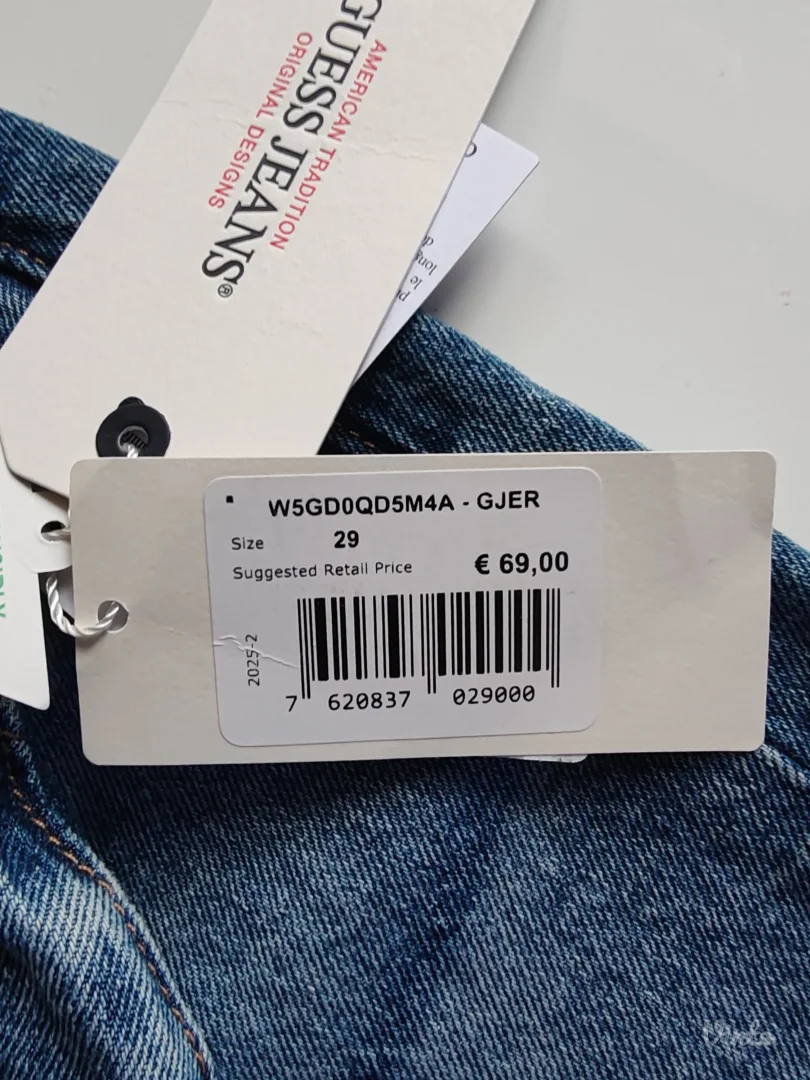 GUESS JEANS®
AMERICAN TRADITION
ORIGINAL DESIGNS
W5GD0QD5M4A - GJER
Size 29
Suggested Retail Price € 69,00
2025-2
7 620837 029000